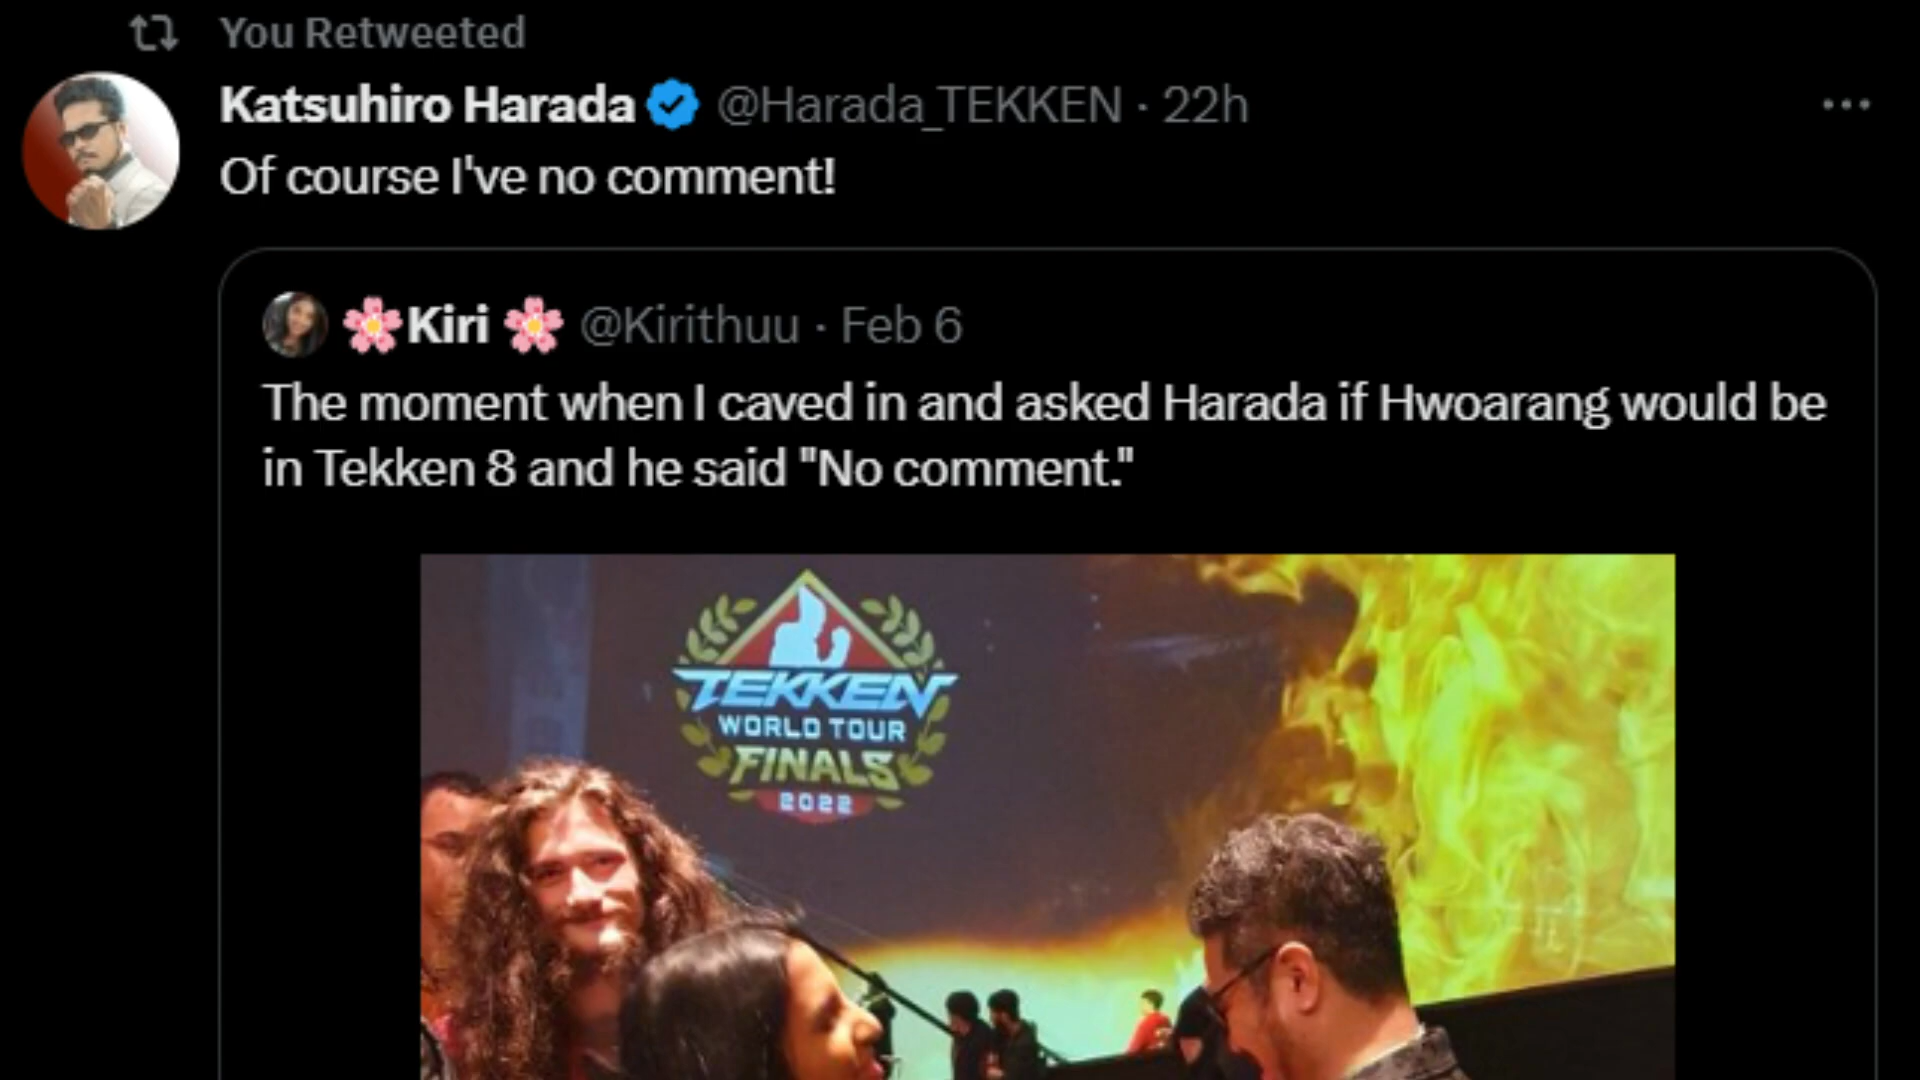 You Retweeted
Katsuhiro Harada @Harada_TEKKEN · 22h
Of course I've no comment!
🌸Kiri 🌸 @Kirithuu · Feb 6
The moment when I caved in and asked Harada if Hwoarang would be
in Tekken 8 and he said "No comment."
TEKKEN
WORLD TOUR
FINALS
2022